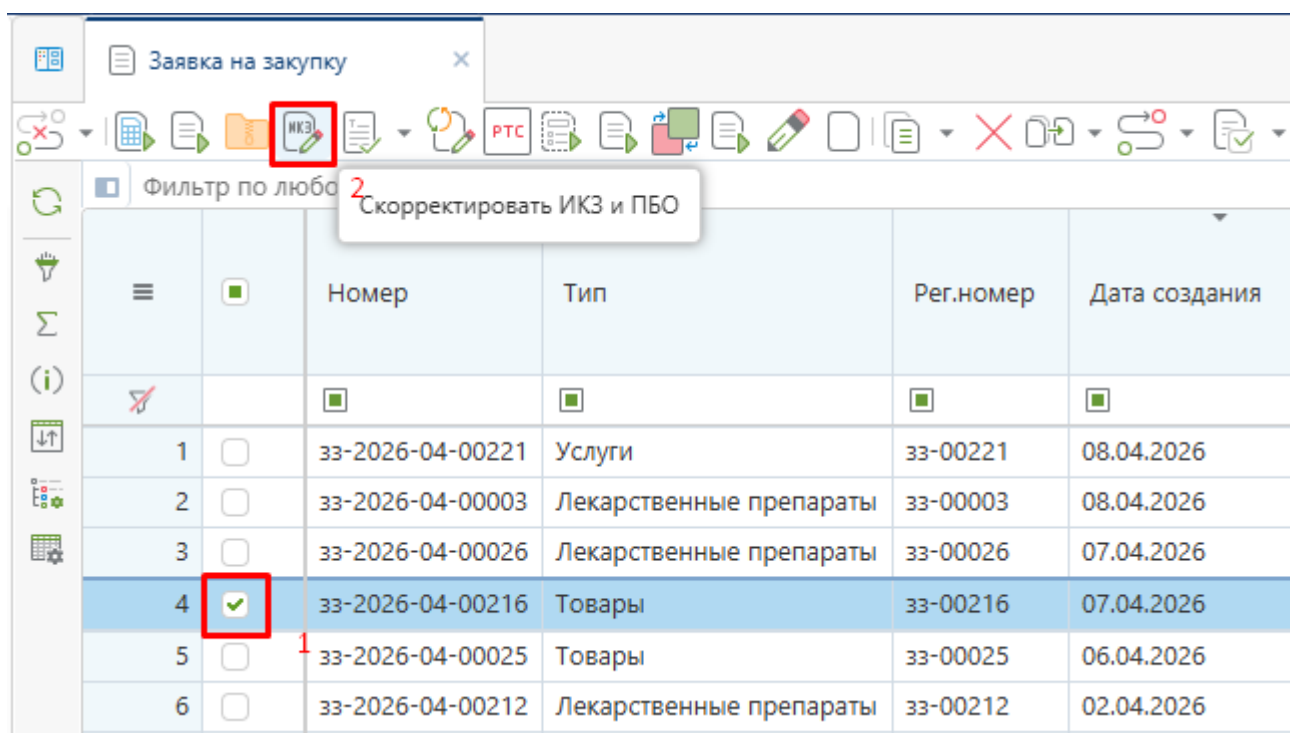 Заявка на закупку
ИКЗ
РТС
Фильтр по любо
2
Скорректировать ИКЗ и ПБО
Номер Тип Рег.номер Дата создания
1 зз-2026-04-00221 Услуги зз-00221 08.04.2026
2 зз-2026-04-00003 Лекарственные препараты зз-00003 08.04.2026
3 зз-2026-04-00026 Лекарственные препараты зз-00026 07.04.2026
4 зз-2026-04-00216 Товары зз-00216 07.04.2026
1
5 зз-2026-04-00025 Товары зз-00025 06.04.2026
6 зз-2026-04-00212 Лекарственные препараты зз-00212 02.04.2026